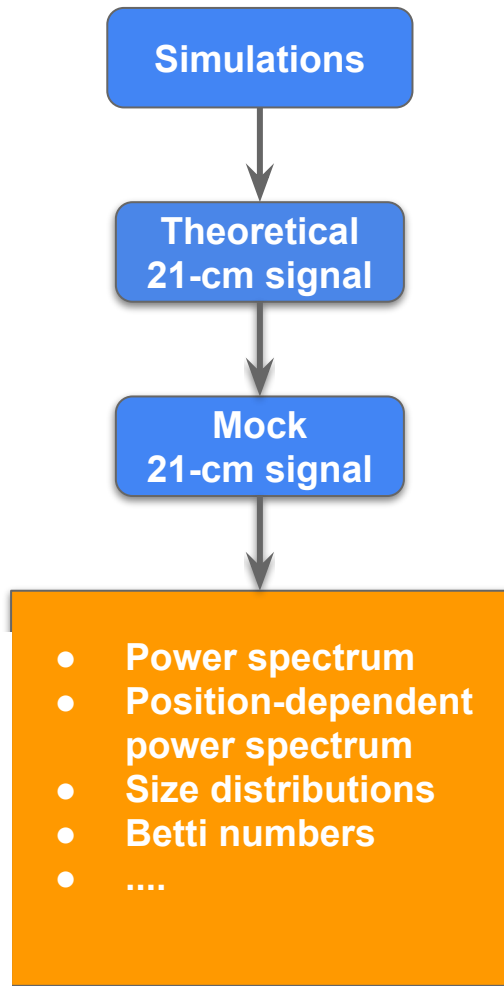 Simulations
Theoretical
21-cm signal
Mock
21-cm signal
● Power spectrum
● Position-dependent
power spectrum
● Size distributions
● Betti numbers
● ....